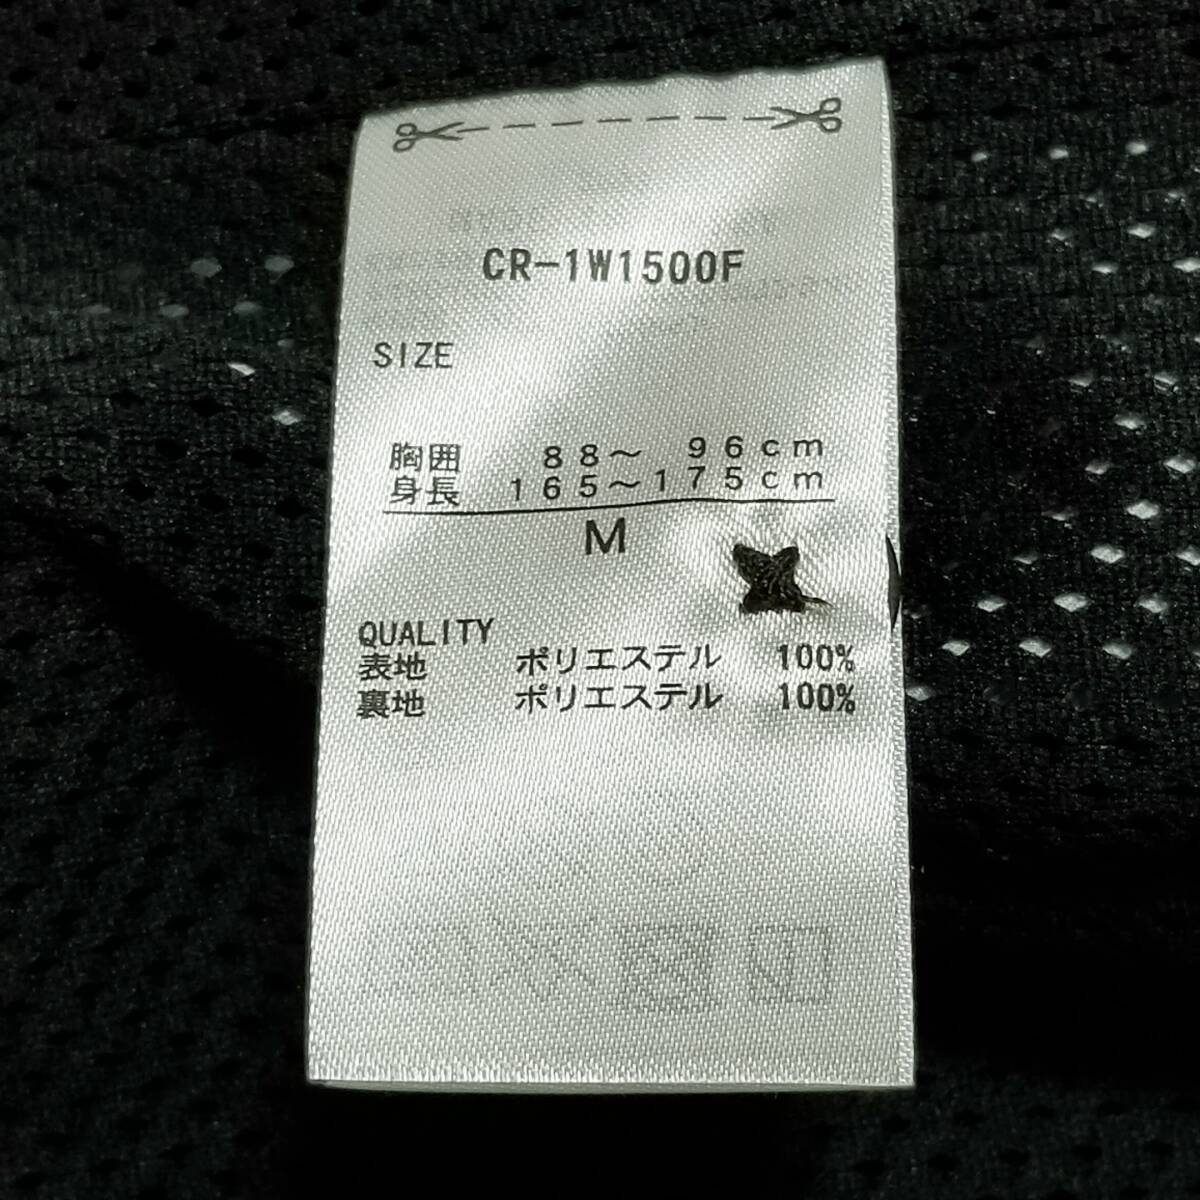 CR-1W1500F
SIZE
胸囲 88～ 96cm
身長 165～175cm
M
QUALITY
表地 ポリエステル 100%
裏地 ポリエステル 100%